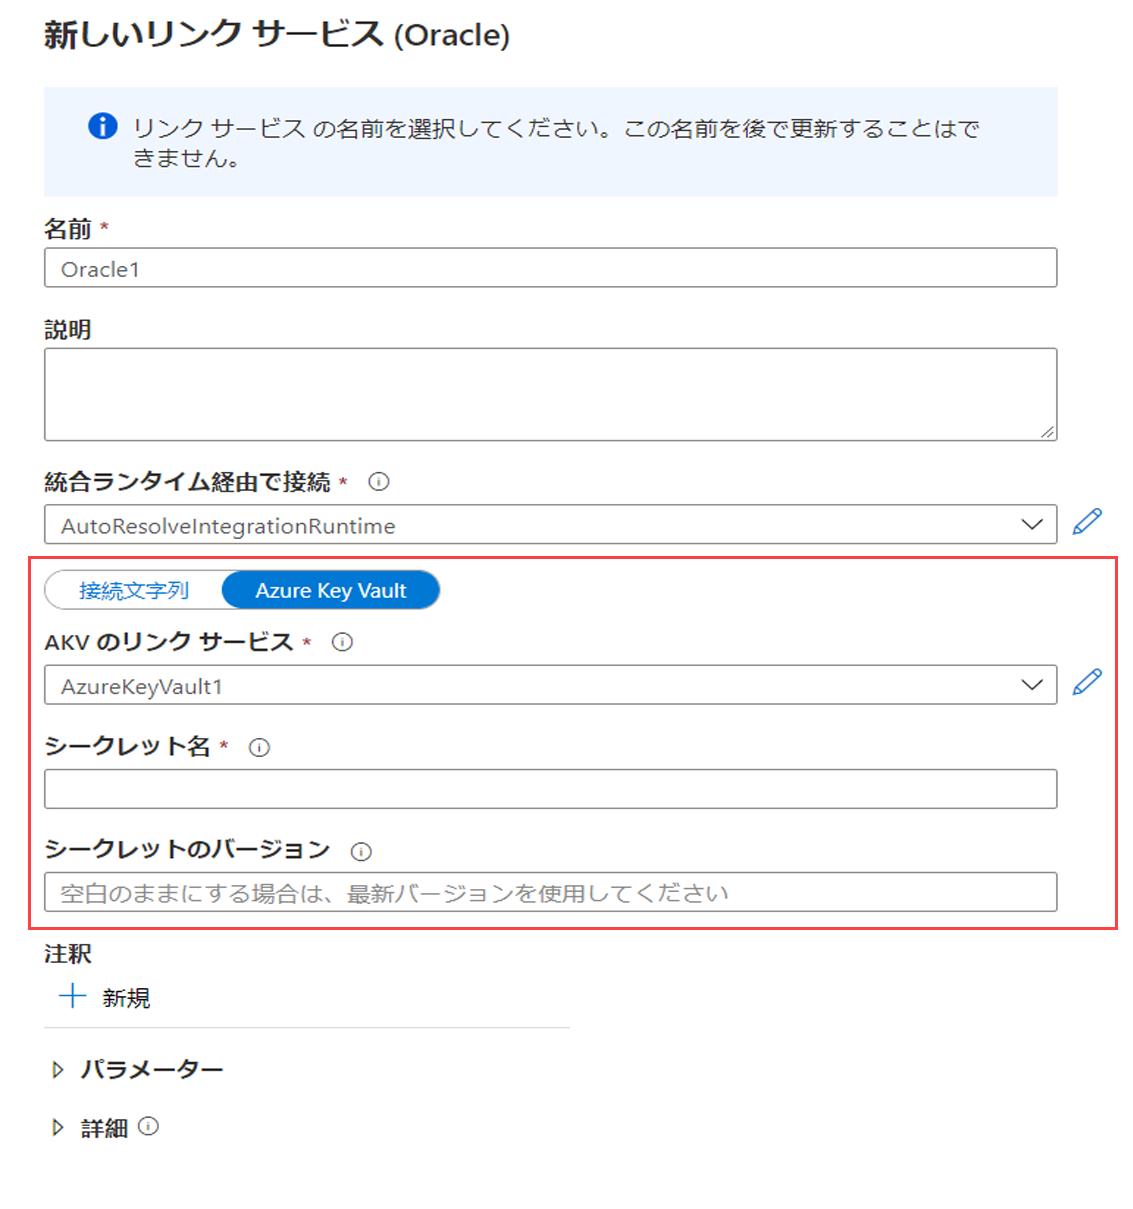 新しいリンク サービス (Oracle)
リンク サービス の名前を選択してください。この名前を後で更新することはで
きません。
名前 *
Oracle1
説明
統合ランタイム経由で接続 *
AutoResolveIntegrationRuntime
接続文字列 Azure Key Vault
AKV のリンク サービス *
AzureKeyVault1
シークレット名 *
シークレットのバージョン
空白のままにする場合は、最新バージョンを使用してください
注釈
新規
パラメーター
詳細